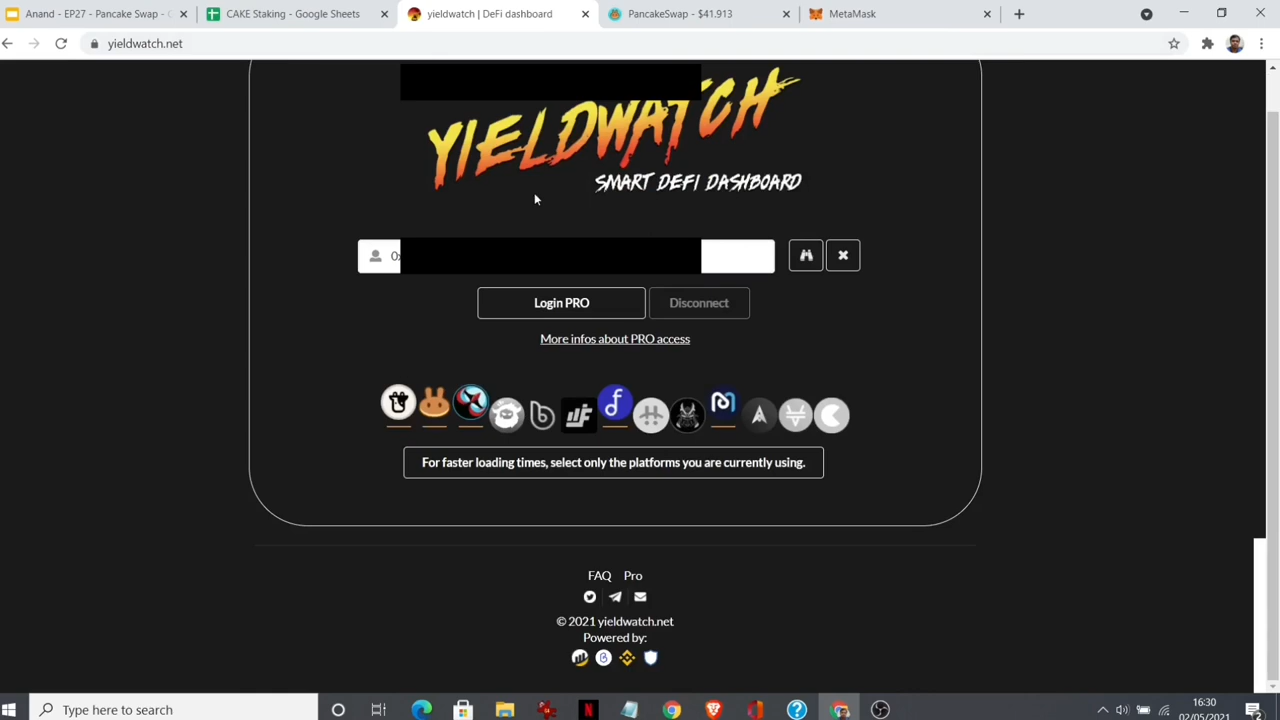 Anand - EP27 - Pancake Swap - G
CAKE Staking - Google Sheets
yieldwatch | DeFi dashboard
PancakeSwap - $41.913
MetaMask
yieldwatch.net
YIELDWATCH
SMART DEFI DASHBOARD
0x
Login PRO
Disconnect
More infos about PRO access
For faster loading times, select only the platforms you are currently using.
FAQ Pro
© 2021 yieldwatch.net
Powered by:
Type here to search
16:30
02/05/2021
2